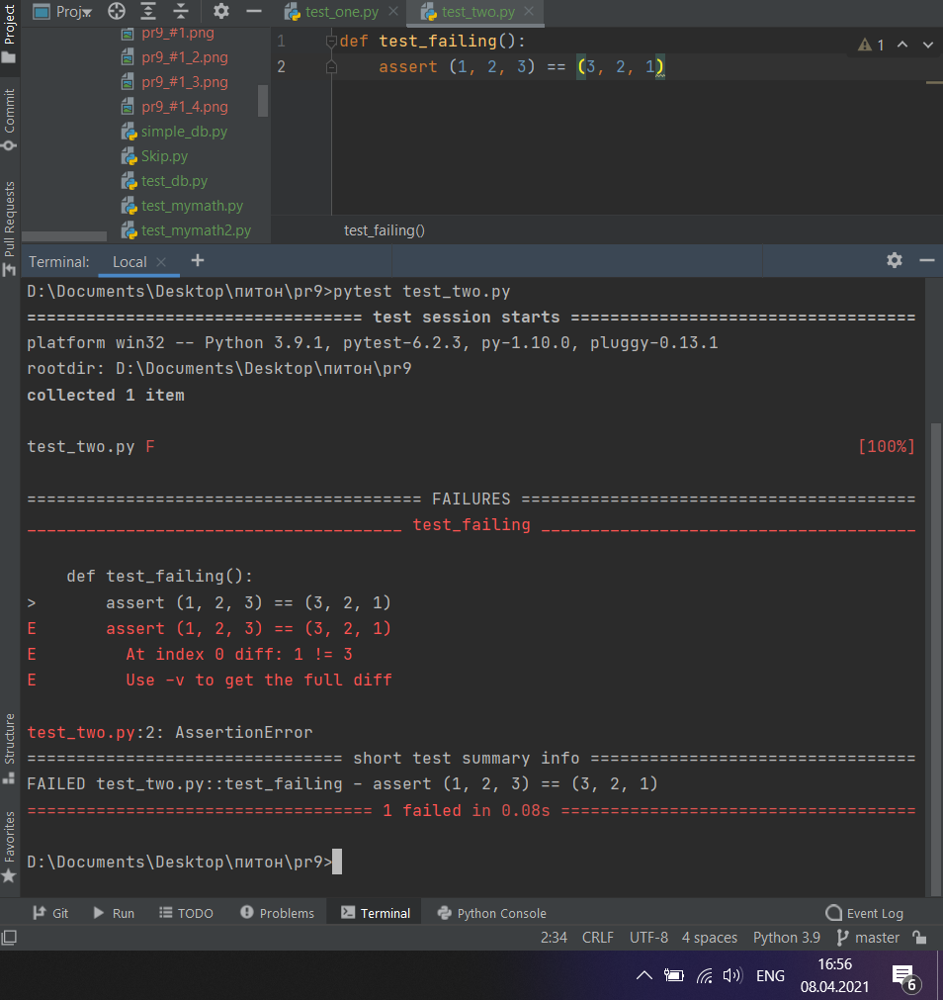 Project
Proj
test_one.py
test_two.py
pr9_#1.png
pr9_#1_2.png
pr9_#1_3.png
pr9_#1_4.png
simple_db.py
Skip.py
test_db.py
test_mymath.py
test_mymath2.py
1 def test_failing():
2 assert (1, 2, 3) == (3, 2, 1)
1
test_failing()
Commit
Pull Requests
Terminal: Local +
D:\Documents\Desktop\питон\pr9>pytest test_two.py
================================== test session starts ===================================
platform win32 -- Python 3.9.1, pytest-6.2.3, py-1.10.0, pluggy-0.13.1
rootdir: D:\Documents\Desktop\питон\pr9
collected 1 item
test_two.py F [100%]
======================================== FAILURES ========================================
______________________________________ test_failing ______________________________________
def test_failing():
> assert (1, 2, 3) == (3, 2, 1)
E assert (1, 2, 3) == (3, 2, 1)
E At index 0 diff: 1 != 3
E Use -v to get the full diff
test_two.py:2: AssertionError
================================ short test summary info =================================
FAILED test_two.py::test_failing - assert (1, 2, 3) == (3, 2, 1)
=================================== 1 failed in 0.08s ====================================
D:\Documents\Desktop\питон\pr9>
Structure
Favorites
Git Run TODO Problems Terminal Python Console Event Log
2:34 CRLF UTF-8 4 spaces Python 3.9 master
ENG
16:56
08.04.2021
6